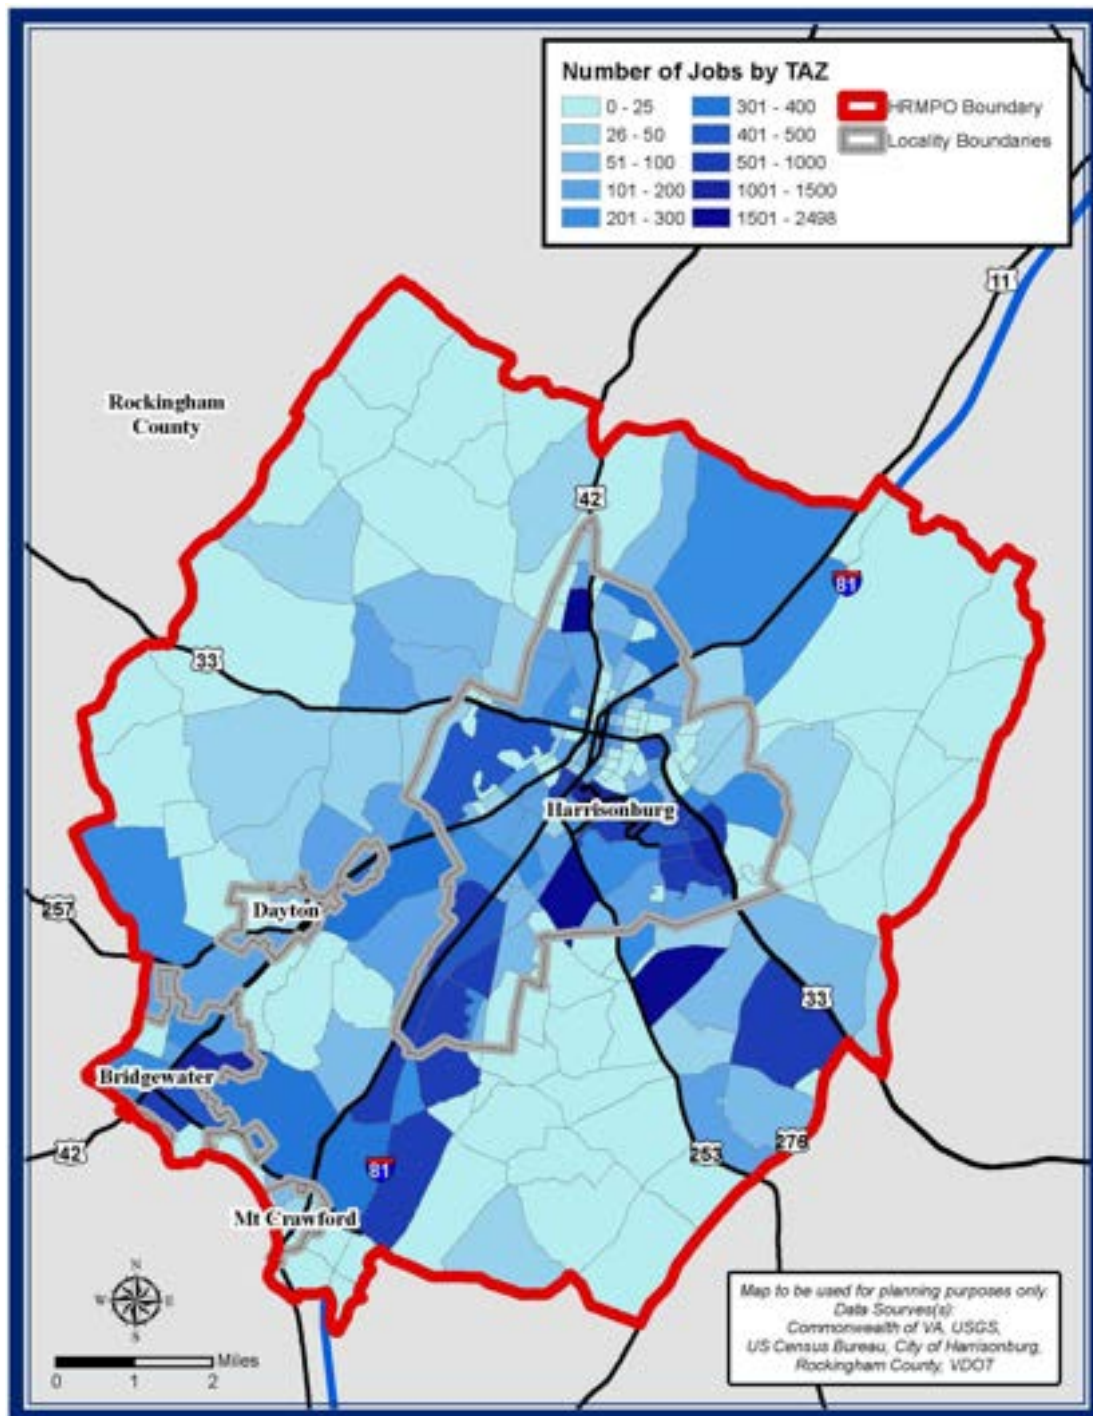 Number of Jobs by TAZ
0 - 25
26 - 50
51 - 100
101 - 200
201 - 300
301 - 400
401 - 500
501 - 1000
1001 - 1500
1501 - 2498
HRMPO Boundary
Locality Boundaries
11
Rockingham
County
42
81
33
Harrisonburg
257
Dayton
33
Bridgewater
42
253
276
81
Mt Crawford
N
W
E
S
Miles
0
1
2
Map to be used for planning purposes only.
Data Sourves(s):
Commonwealth of VA, USGS,
US Census Bureau, City of Harrisonburg,
Rockingham County, VDOT